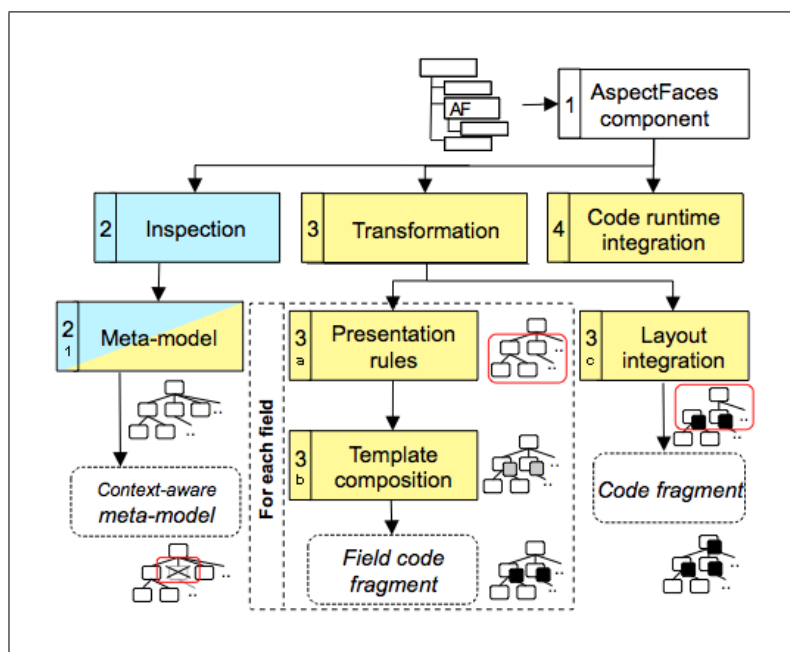 AF
1
AspectFaces
component
2
Inspection
3
Transformation
4
Code runtime
integration
2
1
Meta-model
3
a
Presentation
rules
3
c
Layout
integration
..
..
..
For each field
3
b
Template
composition
..
Context-aware
meta-model
Code fragment
Field code
fragment
..
..
..